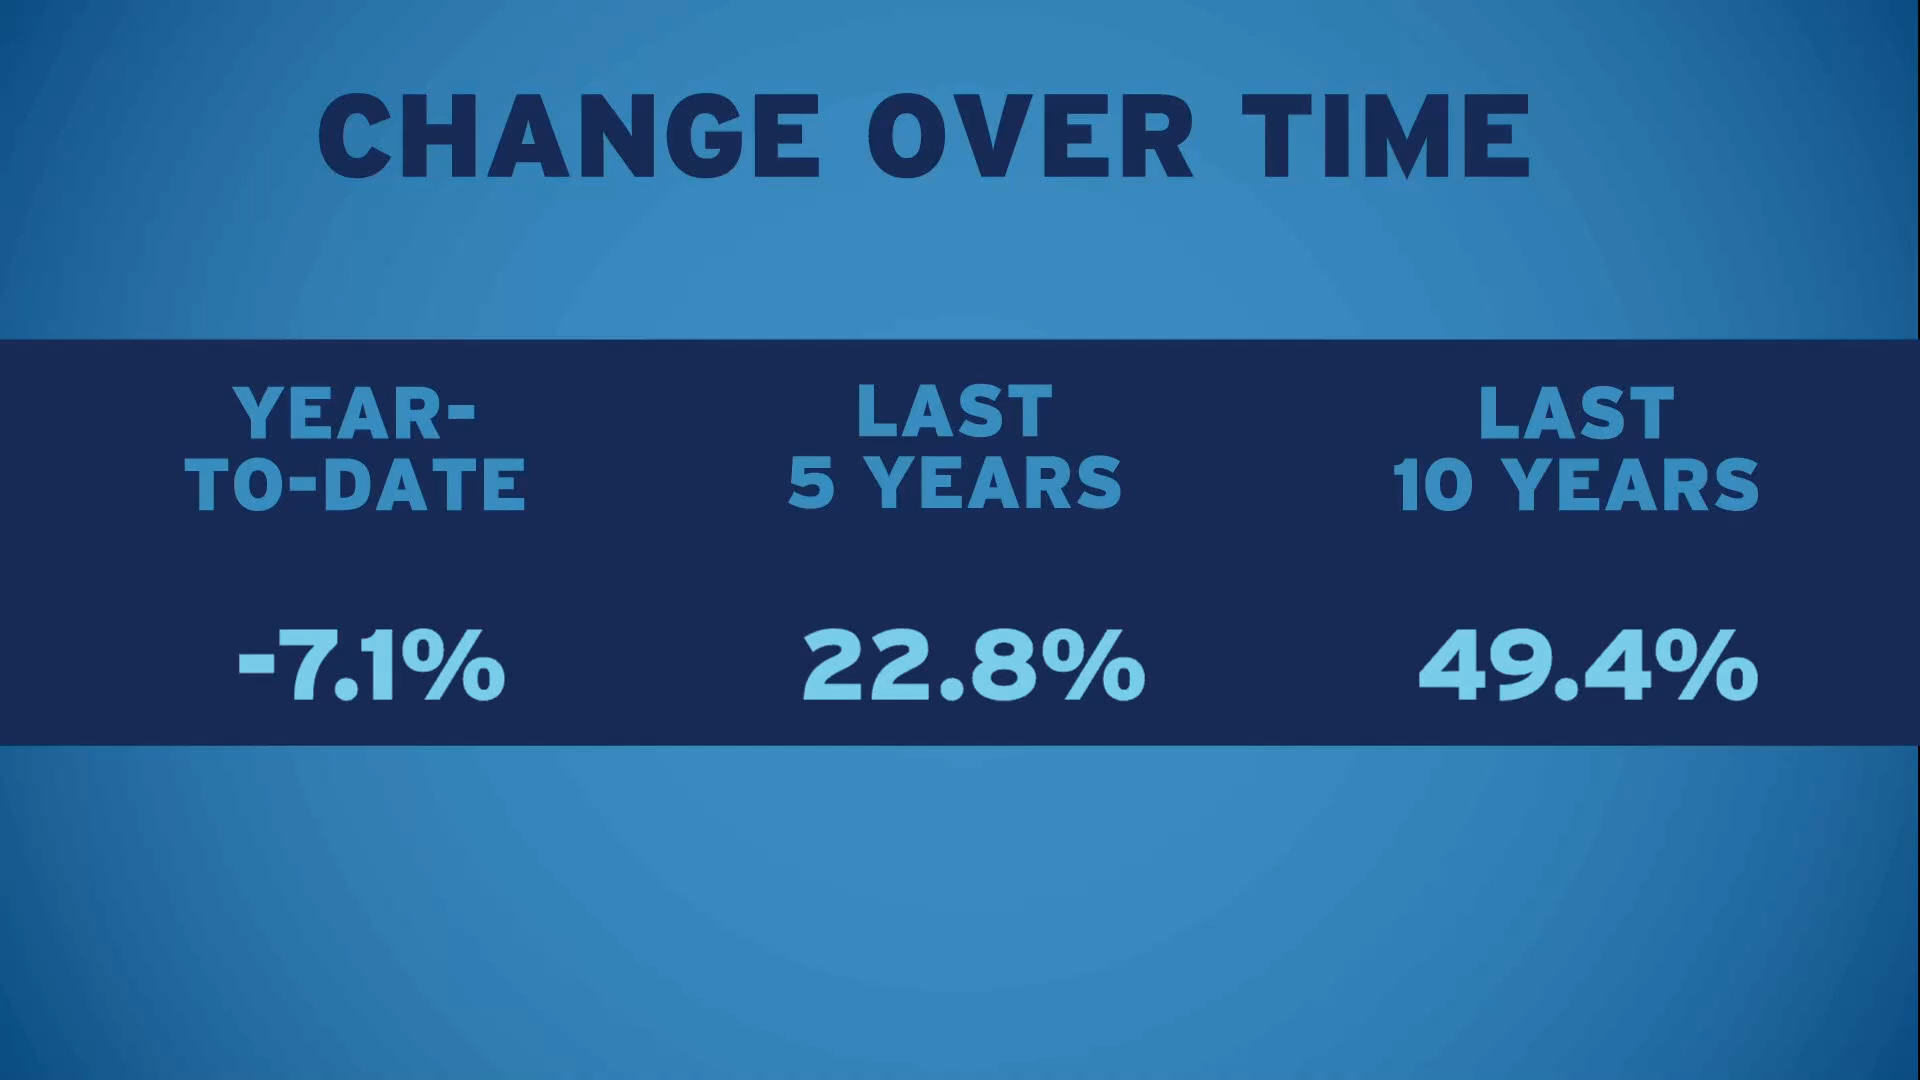 CHANGE OVER TIME
YEAR-
TO-DATE
LAST
5 YEARS
LAST
10 YEARS
-7.1%
22.8%
49.4%